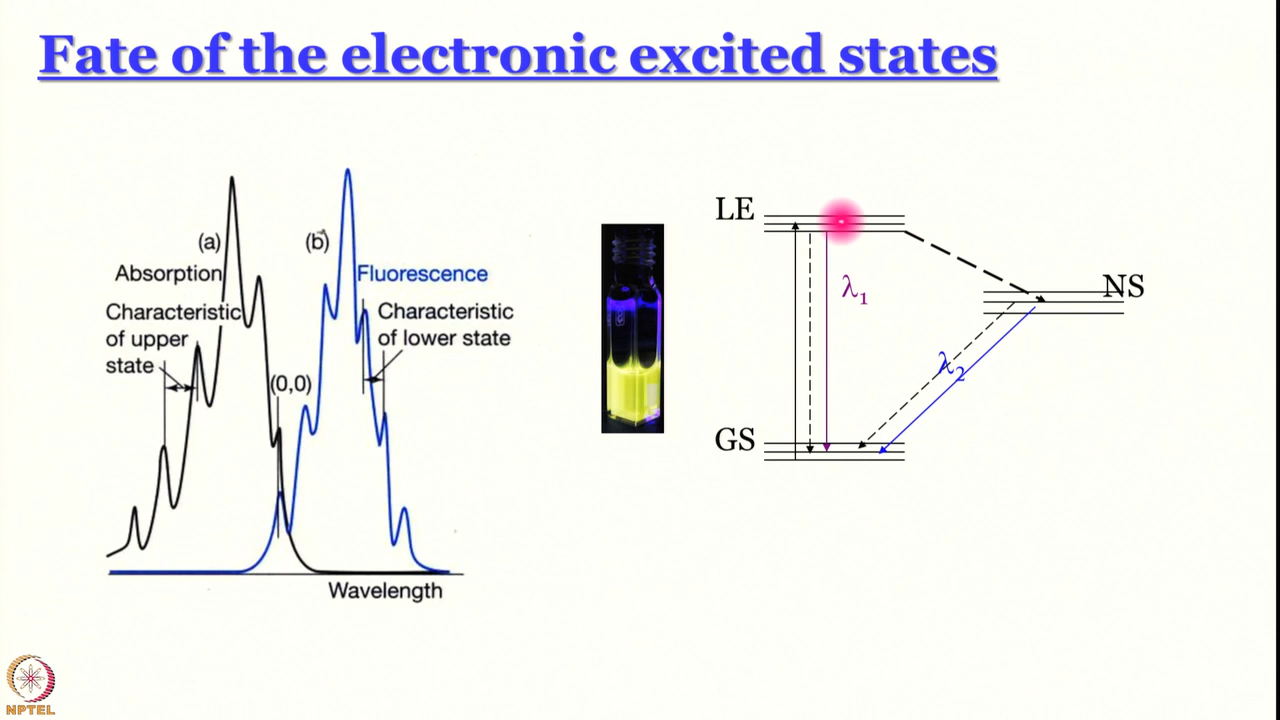 Fate of the electronic excited states
(a)
Absorption
Characteristic
of upper
state
(0,0)
(b)
Fluorescence
Characteristic
of lower state
Wavelength
LE
λ1
NS
λ2
GS
NPTEL